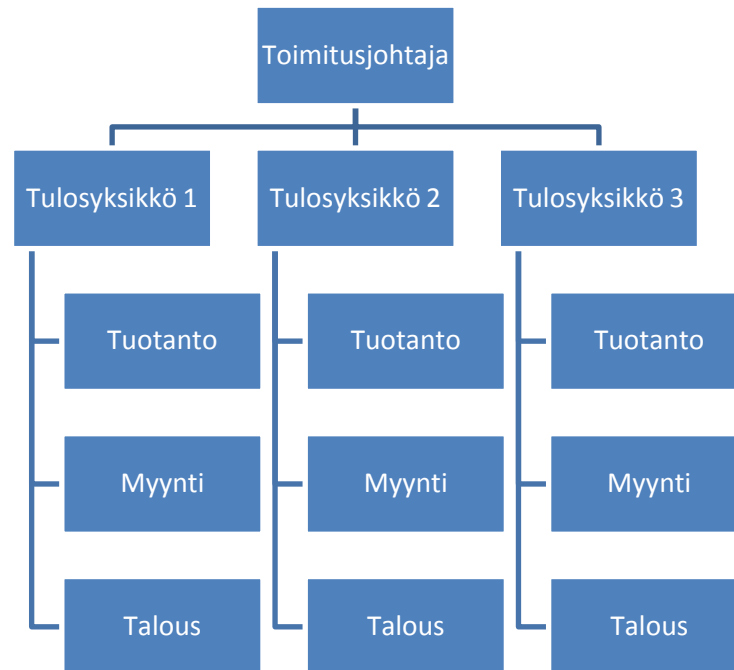 Toimitusjohtaja
Tulosyksikkö 1
Tulosyksikkö 2
Tulosyksikkö 3
Tuotanto
Tuotanto
Tuotanto
Myynti
Myynti
Myynti
Talous
Talous
Talous